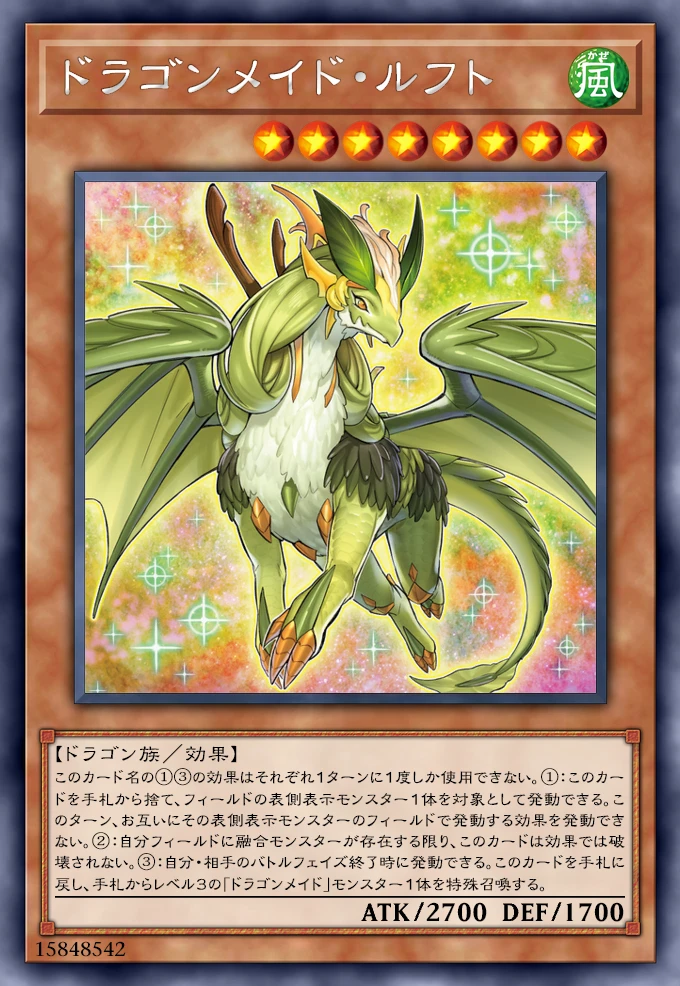 ドラゴンメイド・ルフト
かぜ
風
【ドラゴン族／効果】
このカード名の①③の効果はそれぞれ1ターンに1度しか使用できない。①：このカー
ドを手札から捨て、フィールドの表側表示モンスター1体を対象として発動できる。こ
のターン、お互いにその表側表示モンスターのフィールドで発動する効果を発動でき
ない。②：自分フィールドに融合モンスターが存在する限り、このカードは効果では破
壊されない。③：自分・相手のバトルフェイズ終了時に発動できる。このカードを手札に
戻し、手札からレベル3の「ドラゴンメイド」モンスター1体を特殊召喚する。
ATK/2700 DEF/1700
15848542